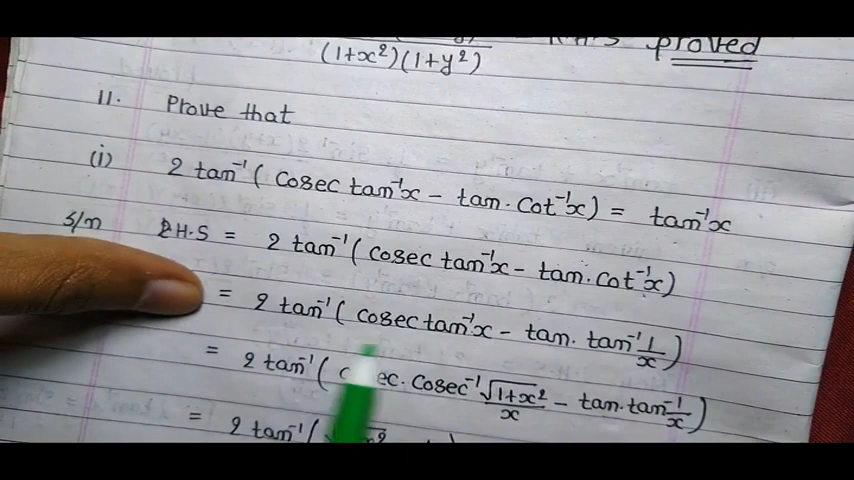 (1+x²)(1+y²) R.H.S proved
11. Prove that
(i) 2 tan⁻¹ ( cosec tan⁻¹x − tan. cot⁻¹x ) = tan⁻¹x
S/n L.H.S = 2 tan⁻¹ ( cosec tan⁻¹x − tan. cot⁻¹x )
= 2 tan⁻¹ ( cosec tan⁻¹x − tan. tan⁻¹ 1/x )
= 2 tan⁻¹ ( ec. cosec⁻¹ √1+x²/x − tan. tan⁻¹ 1/x )
= 2 tan⁻¹ (